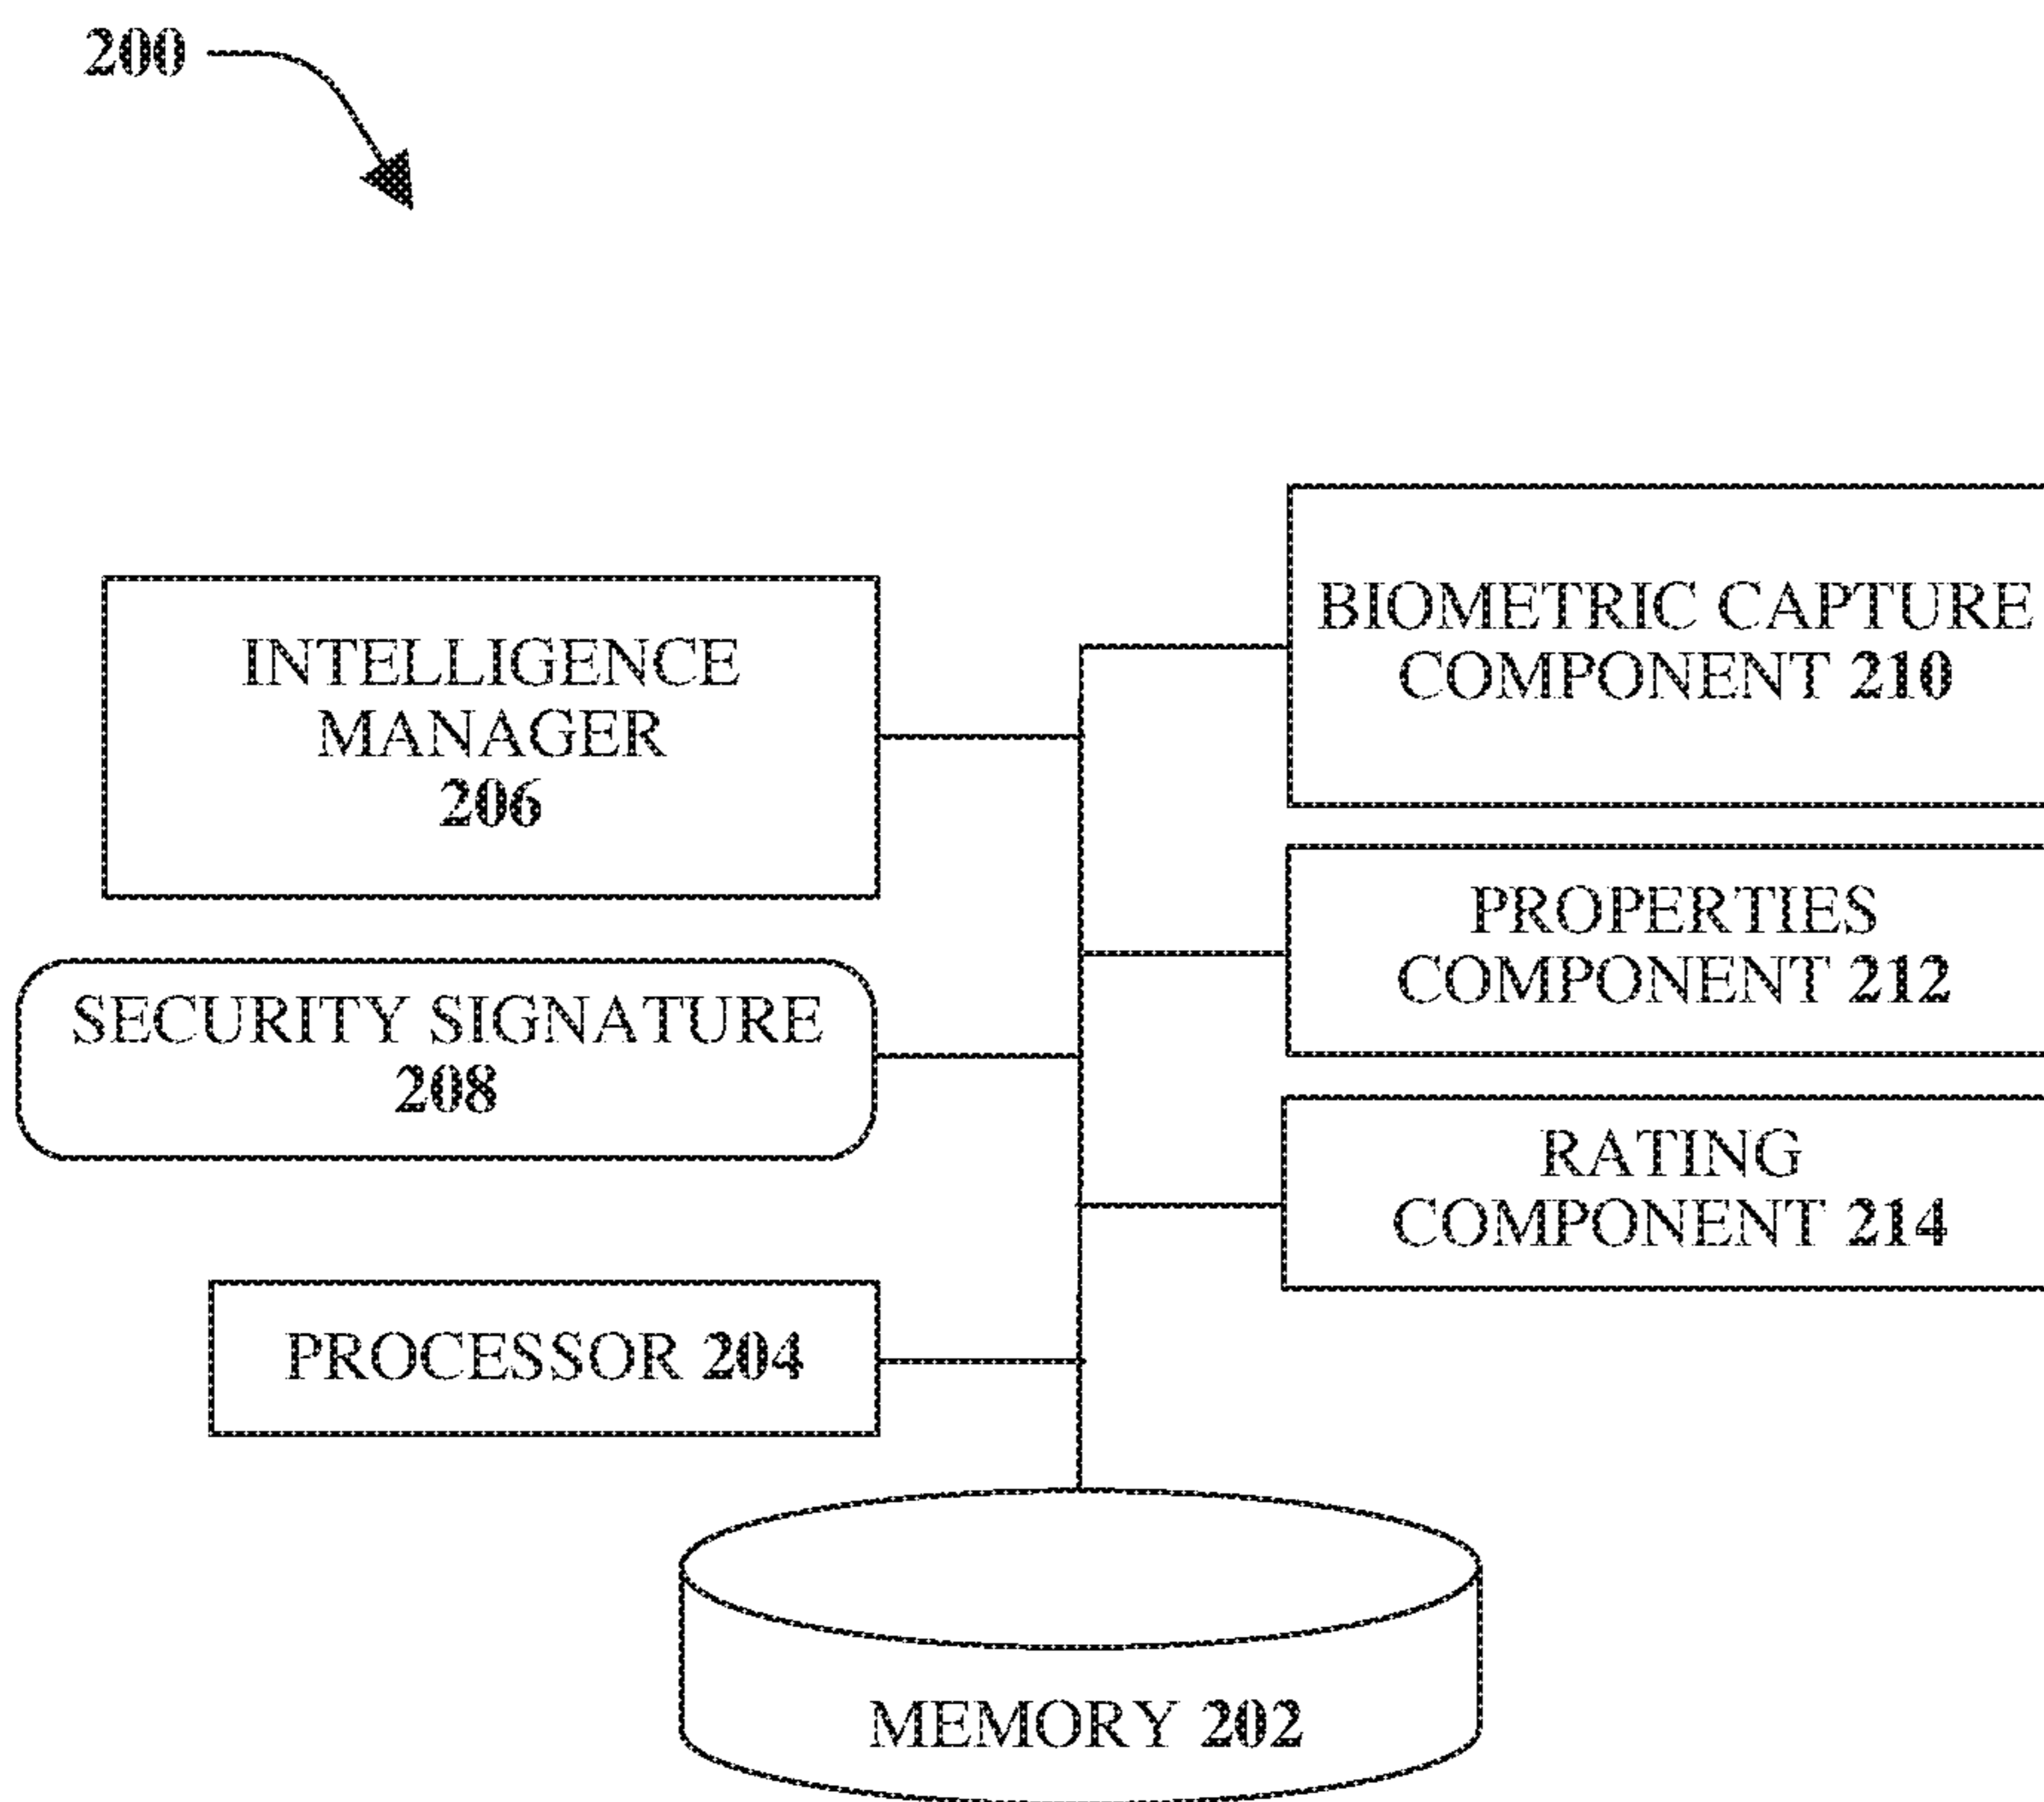 200
INTELLIGENCE
MANAGER
206
SECURITY SIGNATURE
208
PROCESSOR 204
BIOMETRIC CAPTURE
COMPONENT 210
PROPERTIES
COMPONENT 212
RATING
COMPONENT 214
MEMORY 202